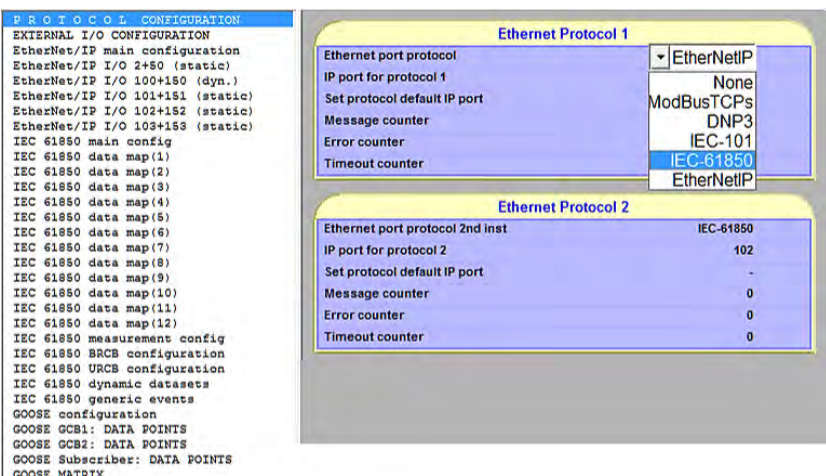 P R O T O C O L CONFIGURATION
EXTERNAL I/O CONFIGURATION
EtherNet/IP main configuration
EtherNet/IP I/O 2+50 (static)
EtherNet/IP I/O 100+150 (dyn.)
EtherNet/IP I/O 101+151 (static)
EtherNet/IP I/O 102+152 (static)
EtherNet/IP I/O 103+153 (static)
IEC 61850 main config
IEC 61850 data map(1)
IEC 61850 data map(2)
IEC 61850 data map(3)
IEC 61850 data map(4)
IEC 61850 data map(5)
IEC 61850 data map(6)
IEC 61850 data map(7)
IEC 61850 data map(8)
IEC 61850 data map(9)
IEC 61850 data map(10)
IEC 61850 data map(11)
IEC 61850 data map(12)
IEC 61850 measurement config
IEC 61850 BRCB configuration
IEC 61850 URCB configuration
IEC 61850 dynamic datasets
IEC 61850 generic events
GOOSE configuration
GOOSE GCB1: DATA POINTS
GOOSE GCB2: DATA POINTS
GOOSE Subscriber: DATA POINTS
GOOSE MATRIX
Ethernet Protocol 1
Ethernet port protocol EtherNetIP
IP port for protocol 1
Set protocol default IP port
Message counter
Error counter
Timeout counter
None
ModBusTCPs
DNP3
IEC-101
IEC-61850
EtherNetIP
Ethernet Protocol 2
Ethernet port protocol 2nd inst IEC-61850
IP port for protocol 2 102
Set protocol default IP port -
Message counter 0
Error counter 0
Timeout counter 0